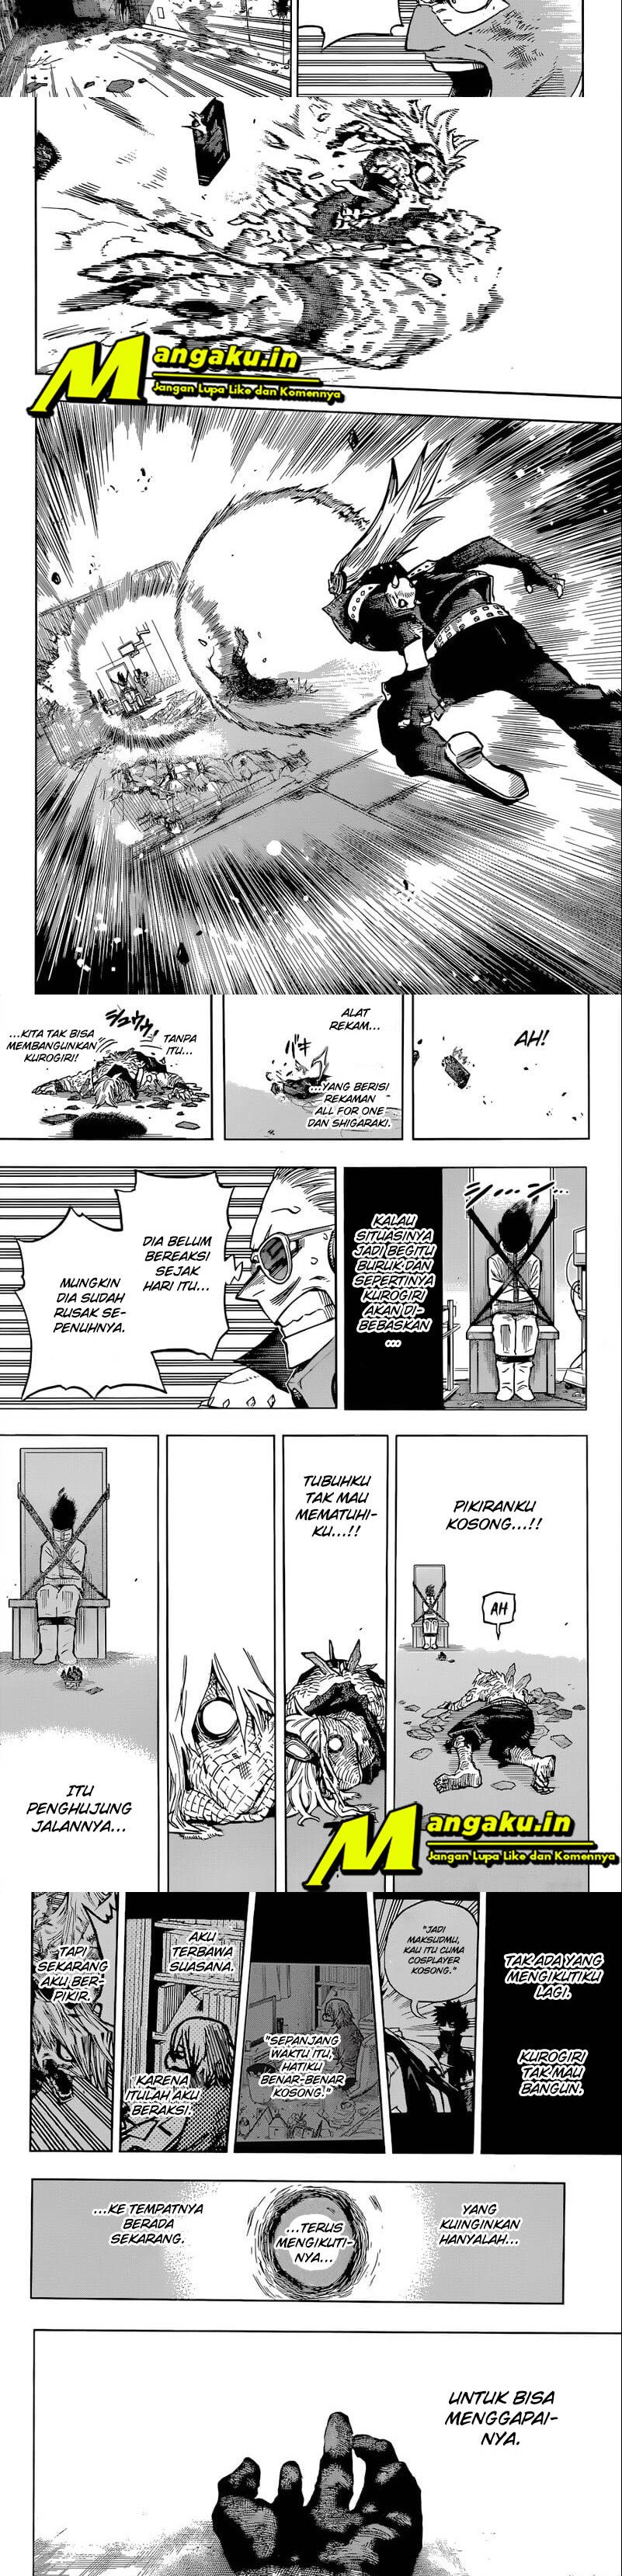 Mangaku.in
Jangan Lupa Like dan Komennya
AH!
ALAT
REKAM...
...YANG BERISI
REKAMAN
ALL FOR ONE
DAN SHIGARAKI.
バキ
TANPA
ITU...
...KITA TAK BISA
MEMBANGUNKAN
KUROGIRI!
KALAU
SITUASINYA
JADI BEGITU
BURUK DAN
SEPERTINYA
KUROGIRI
AKAN DI-
BEBASKAN
...
DIA BELUM
BEREAKSI
SEJAK
HARI ITU...
MUNGKIN
DIA SUDAH
RUSAK SE-
PENUHNYA.
PIKIRANKU
KOSONG...!!
AH
TUBUHKU
TAK MAU
MEMATUHI-
KU...!!
ITU
PENGHUJUNG
JALANNYA...
Mangaku.in
Jangan Lupa Like dan Komennya
TAK ADA YANG
MENGIKUTIKU
LAGI.
KUROGIRI
TAK MAU
BANGUN.
"JADI
MAKSUDMU,
KAU ITU CUMA
COSPLAYER
KOSONG."
"SEPANJANG
WAKTU ITU,
HATIKU
BENAR-BENAR
KOSONG."
AKU
TERBAWA
SUASANA.
KARENA
ITULAH AKU
BERAKSI.
TAPI
SEKARANG
AKU BER-
PIKIR.
YANG
KUINGINKAN
HANYALAH...
...TERUS
MENGIKUTI-
NYA...
...KE TEMPATNYA
BERADA
SEKARANG.
UNTUK BISA
MENGGAPAI-
NYA.